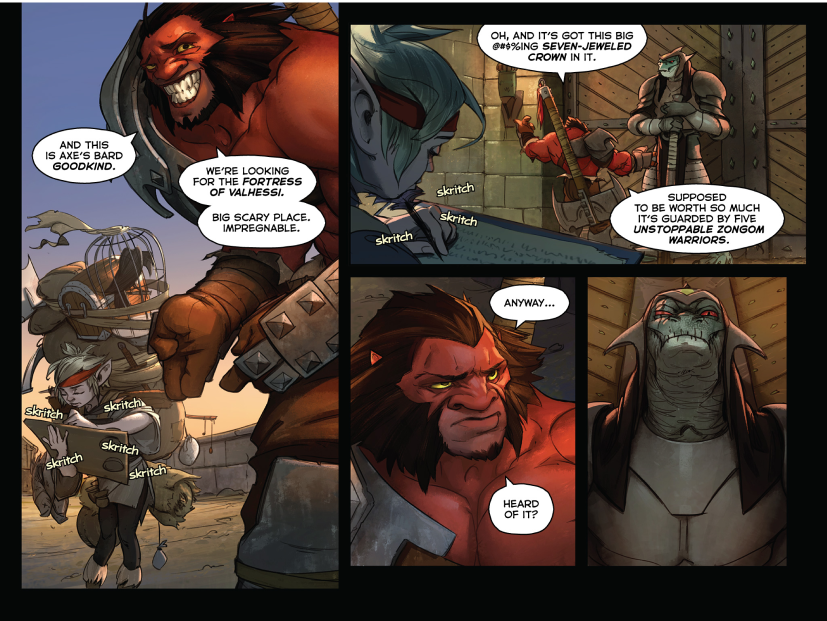 AND THIS
IS AXE'S BARD
GOODKIND.
WE'RE LOOKING
FOR THE FORTRESS
OF VALHESSI.
BIG SCARY PLACE.
IMPREGNABLE.
skritch
skritch
skritch
skritch
skritch
OH, AND IT'S GOT THIS BIG
@#$%ING SEVEN-JEWELED
CROWN IN IT.
skritch
skritch
skritch
SUPPOSED
TO BE WORTH SO MUCH
IT'S GUARDED BY FIVE
UNSTOPPABLE ZONGOM
WARRIORS.
ANYWAY...
HEARD
OF IT?